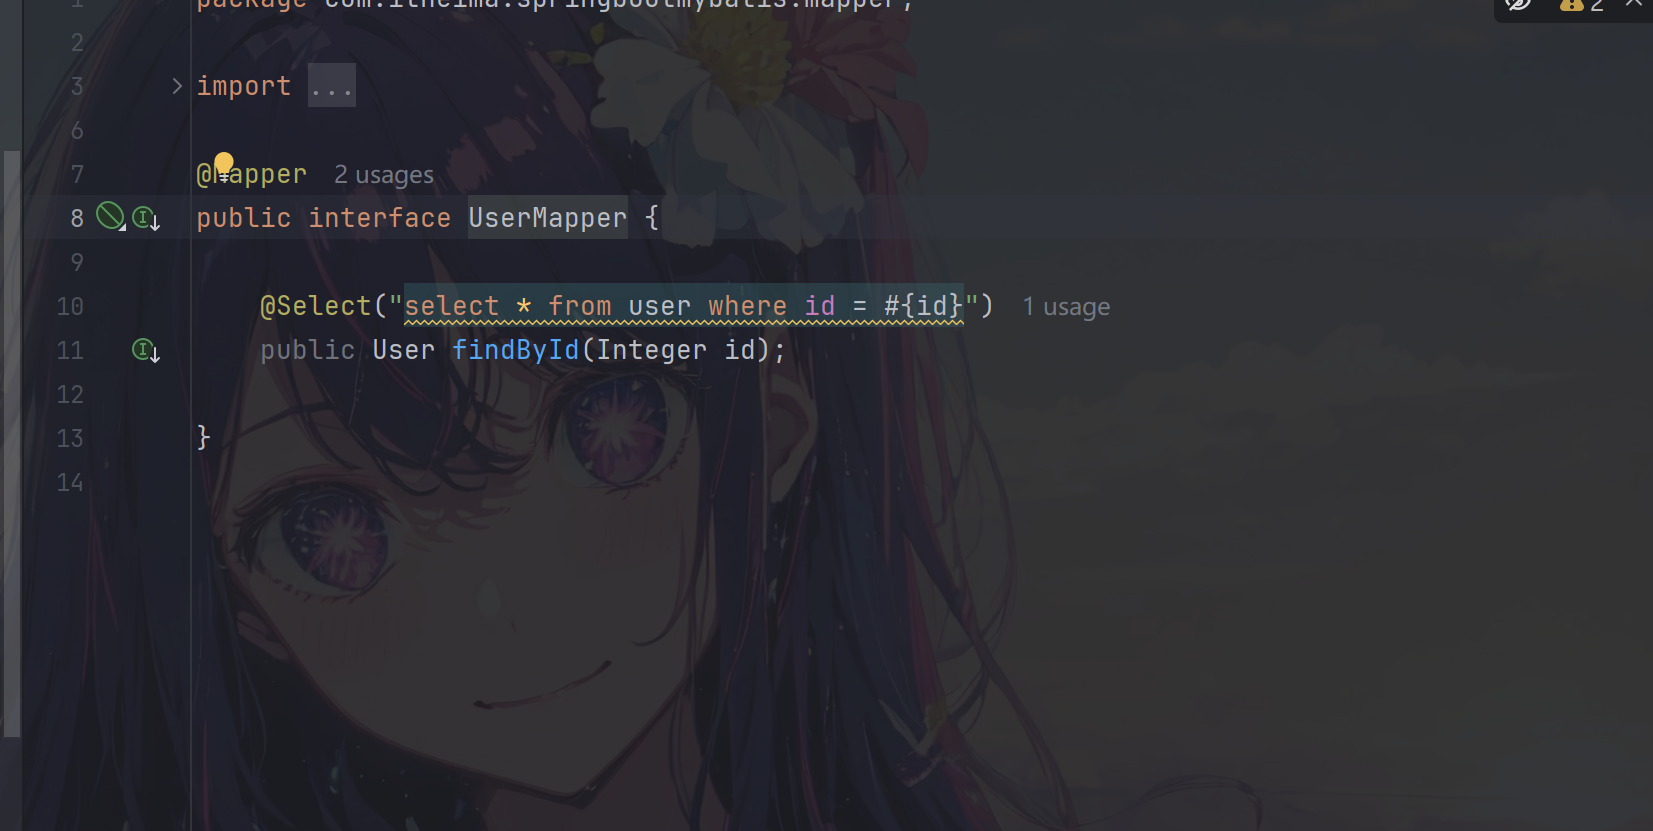 1 package com.itheima.springbootmybatis.mapper;
2
3 import ...
6
7 @Mapper 2 usages
8 public interface UserMapper {
9
10 @Select("select * from user where id = #{id}") 1 usage
11 public User findById(Integer id);
12
13 }
14
2